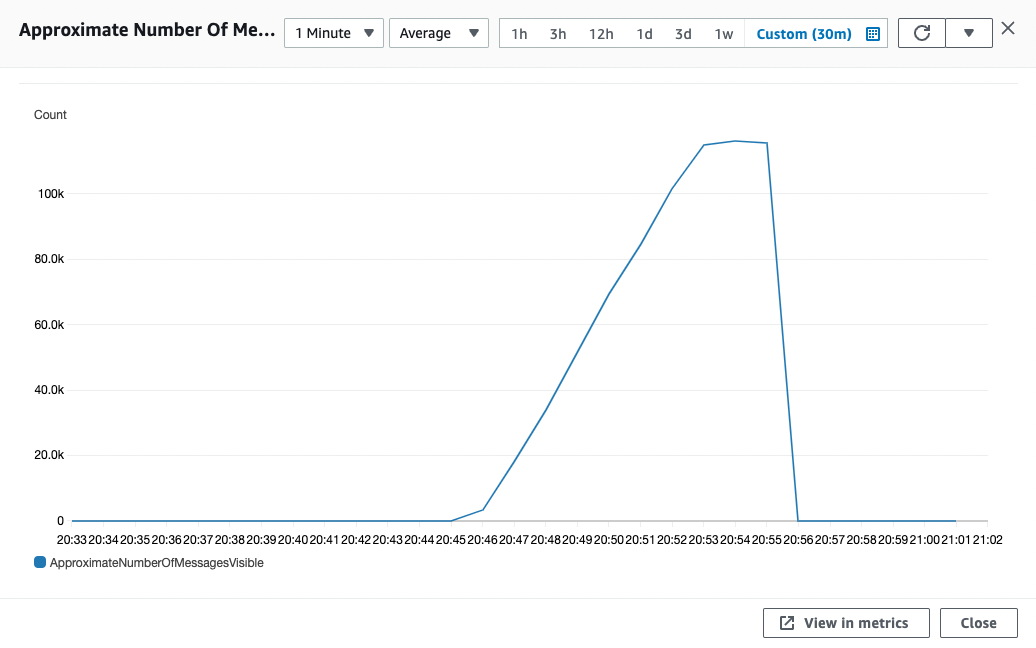 Approximate Number Of Me...
1 Minute
Average
1h 3h 12h 1d 3d 1w Custom (30m)
Count
100k
80.0k
60.0k
40.0k
20.0k
0
20:33 20:34 20:35 20:36 20:37 20:38 20:39 20:40 20:41 20:42 20:43 20:44 20:45 20:46 20:47 20:48 20:49 20:50 20:51 20:52 20:53 20:54 20:55 20:56 20:57 20:58 20:59 21:00 21:01 21:02
ApproximateNumberOfMessagesVisible
View in metrics
Close